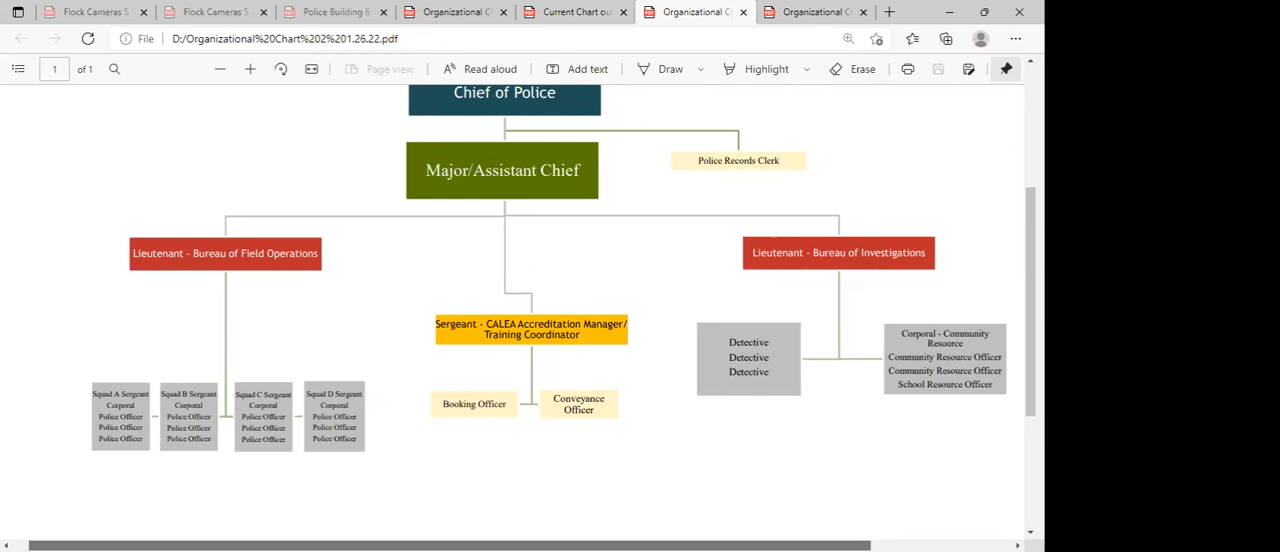 Flock Cameras S
Flock Cameras S
Police Building E
Organizational C
Current Chart ou
Organizational C
Organizational C
File
D:/Organizational%20Chart%202%201.26.22.pdf
1
of 1
Page view
Read aloud
Add text
Draw
Highlight
Erase
Chief of Police
Major/Assistant Chief
Police Records Clerk
Lieutenant - Bureau of Field Operations
Lieutenant - Bureau of Investigations
Sergeant - CALEA Accreditation Manager/
Training Coordinator
Detective
Detective
Detective
Corporal - Community
Resource
Community Resource Officer
Community Resource Officer
School Resource Officer
Squad A Sergeant
Corporal
Police Officer
Police Officer
Police Officer
Squad B Sergeant
Corporal
Police Officer
Police Officer
Police Officer
Squad C Sergeant
Corporal
Police Officer
Police Officer
Police Officer
Squad D Sergeant
Corporal
Police Officer
Police Officer
Police Officer
Booking Officer
Conveyance
Officer